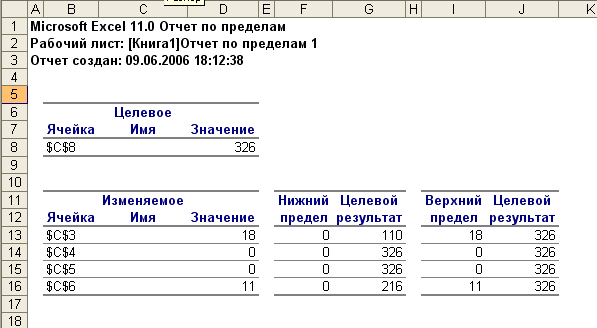 A B C D E F G H I J K
1 Microsoft Excel 11.0 Отчет по пределам
2 Рабочий лист: [Книга1]Отчет по пределам 1
3 Отчет создан: 09.06.2006 18:12:38
4
5
6 Целевое
7 Ячейка Имя Значение
8 $C$8 326
9
10
11 Изменяемое Нижний Целевой Верхний Целевой
12 Ячейка Имя Значение предел результат предел результат
13 $C$3 18 0 110 18 326
14 $C$4 0 0 326 0 326
15 $C$5 0 0 326 0 326
16 $C$6 11 0 216 11 326
17
18